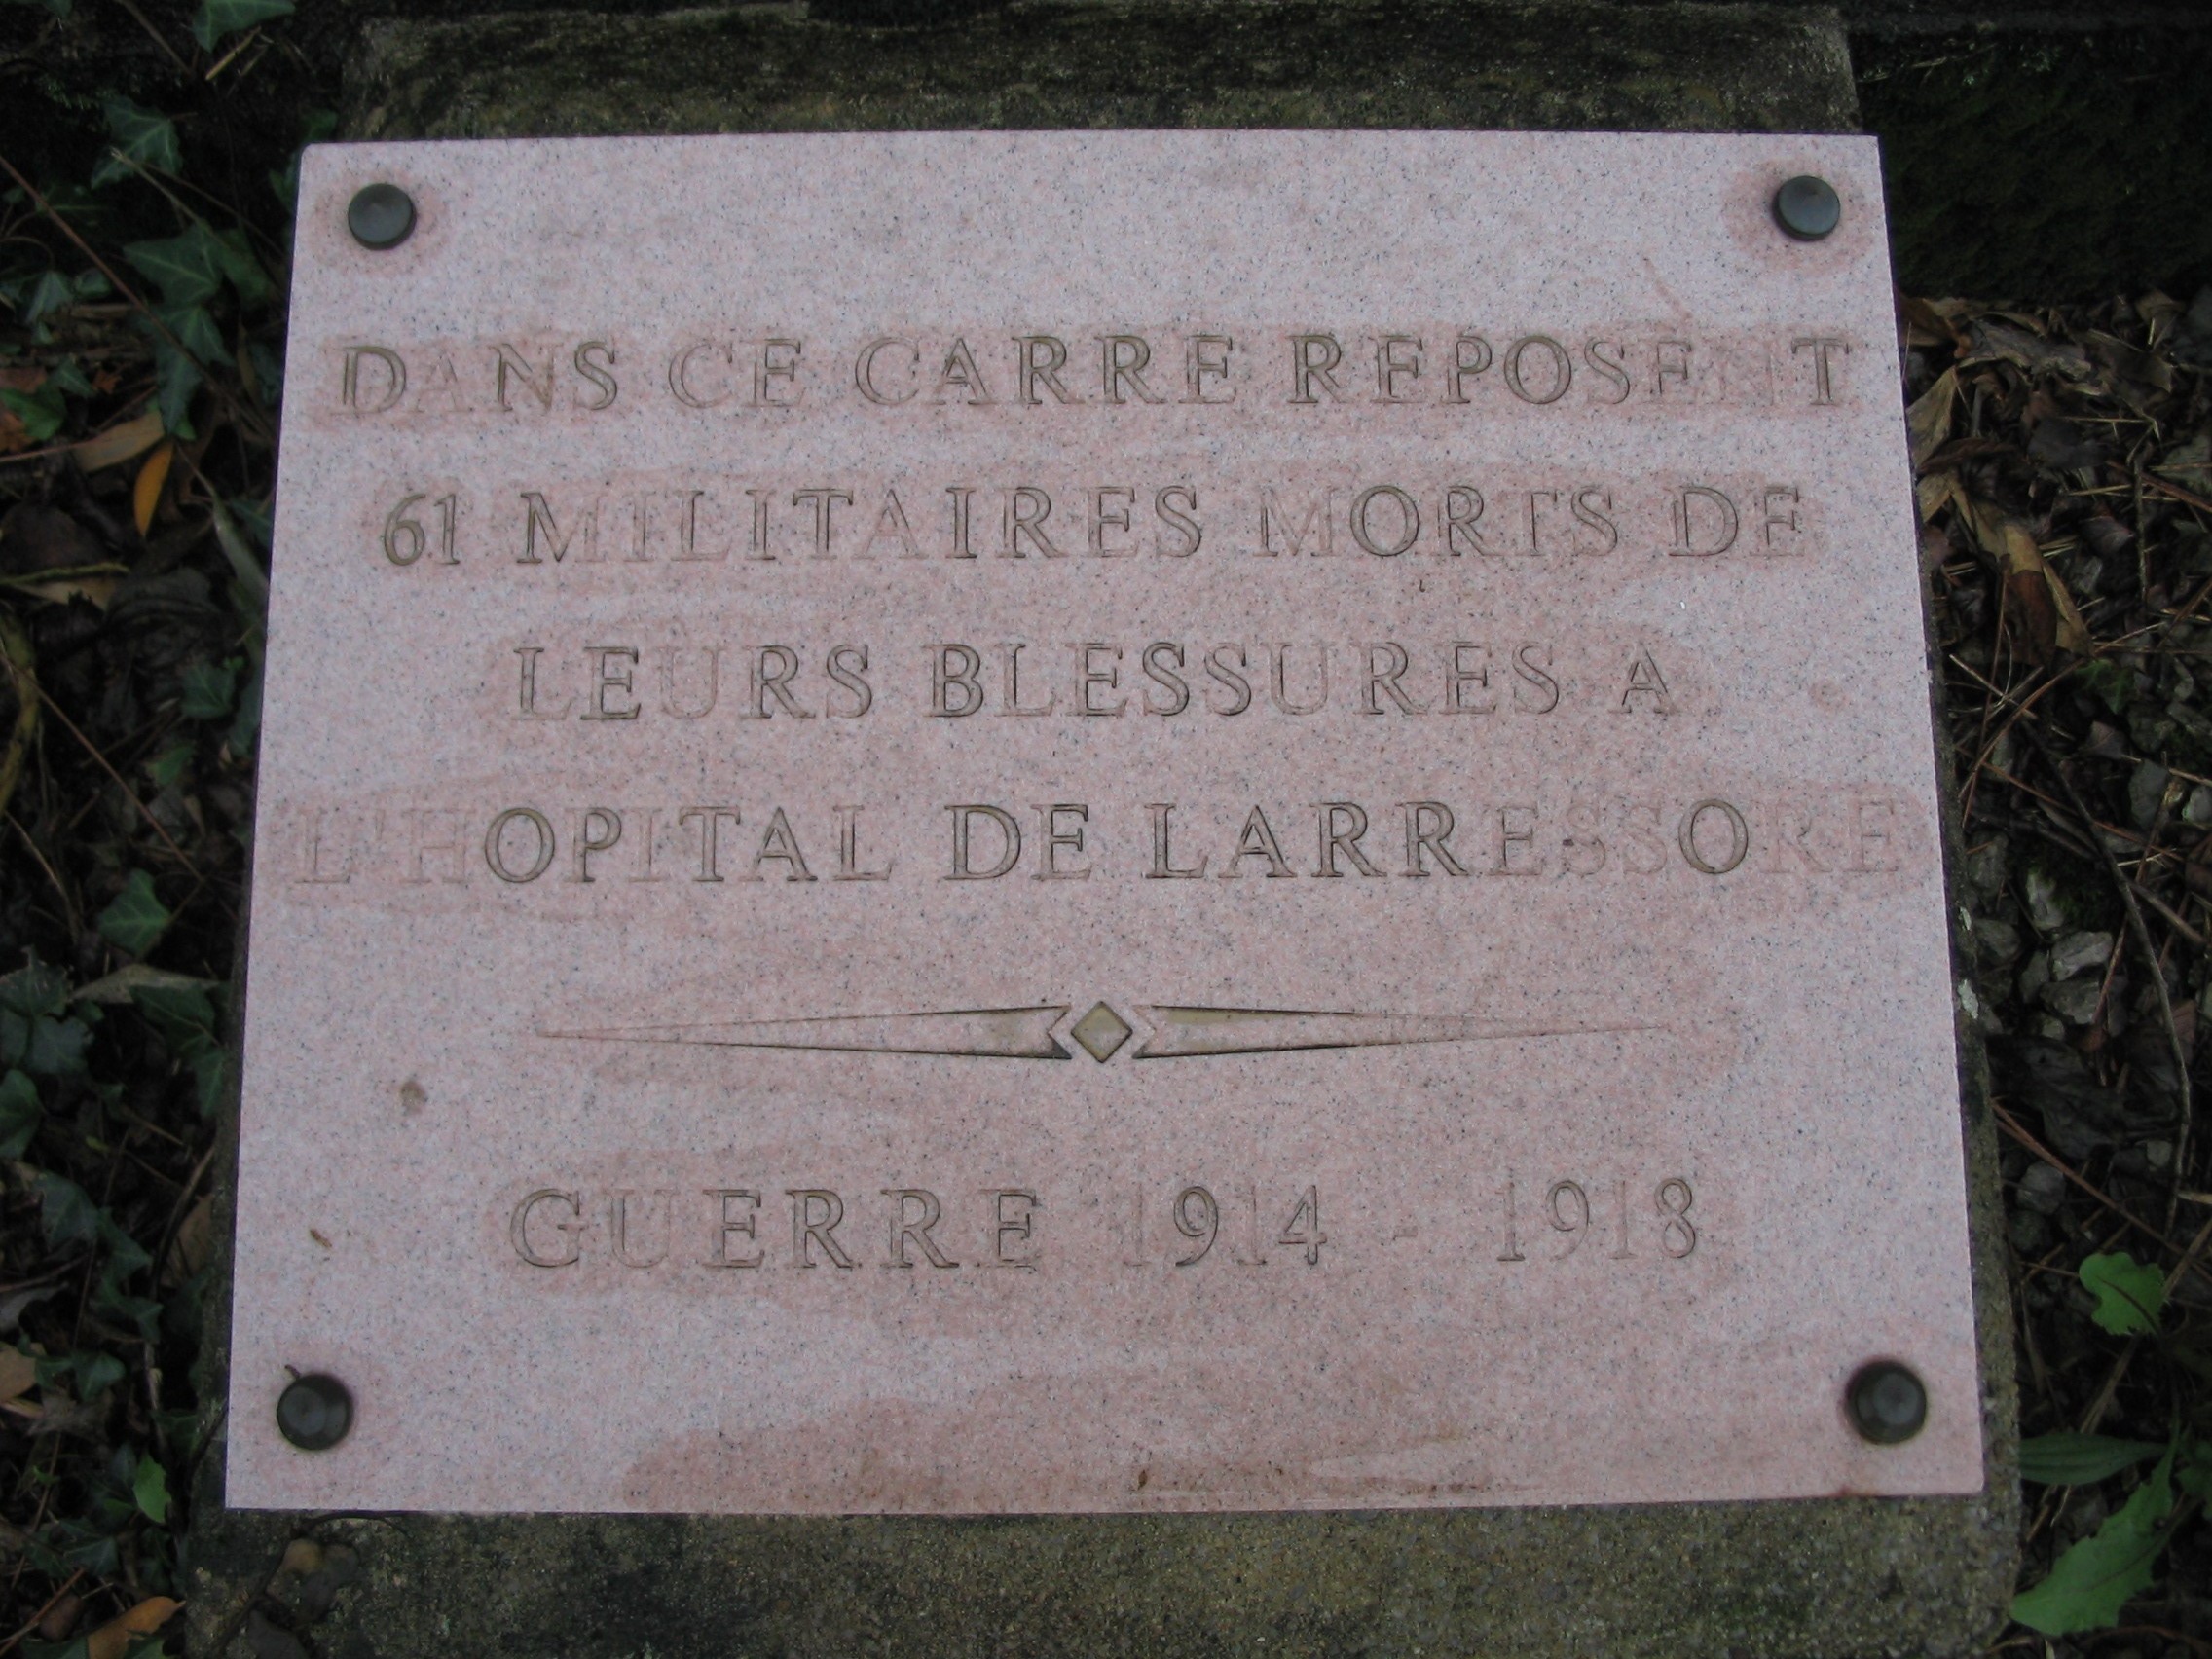 DANS CE CARRE REPOSENT
61 MILITAIRES MORTS DE
LEURS BLESSURES A
L'HOPITAL DE LARRESSORE
GUERRE 1914 - 1918